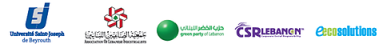 Université Saint-Joseph
de Beyrouth
جمعية الصناعيين اللبنانيين
ASSOCIATION OF LEBANESE INDUSTRIALISTS
حزب الخضر اللبناني
green party of Lebanon
CSR LEBANON
ecosolutions